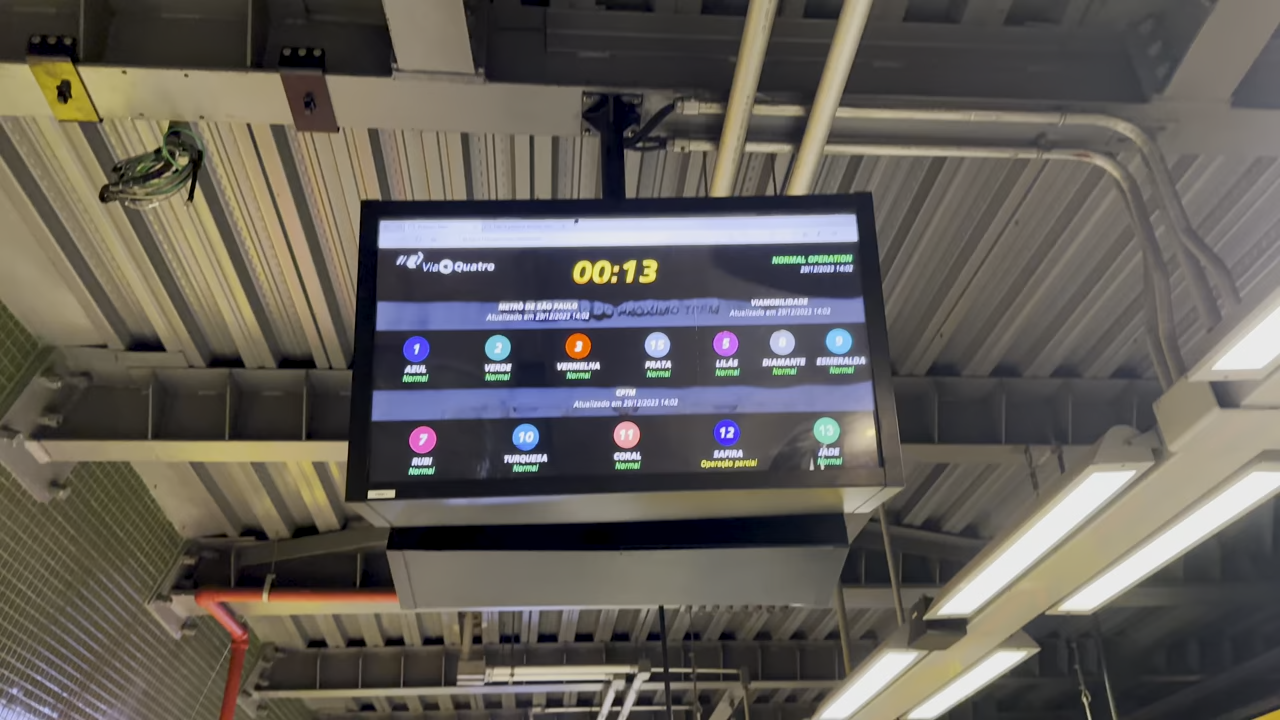 ViaQuatro
00:13
NORMAL OPERATION
29/12/2023 14:02
METRÔ DE SÃO PAULO
Atualizado em 29/12/2023 14:02
DO PRÓXIMO TREM
VIAMOBILIDADE
Atualizado em 29/12/2023 14:02
1 2 3 15 5 8 9
AZUL VERDE VERMELHA PRATA LILÁS DIAMANTE ESMERALDA
Normal Normal Normal Normal Normal Normal Normal
CPTM
Atualizado em 29/12/2023 14:02
7 10 11 12 13
RUBI TURQUESA CORAL SAFIRA JADE
Normal Normal Normal Operação parcial Normal